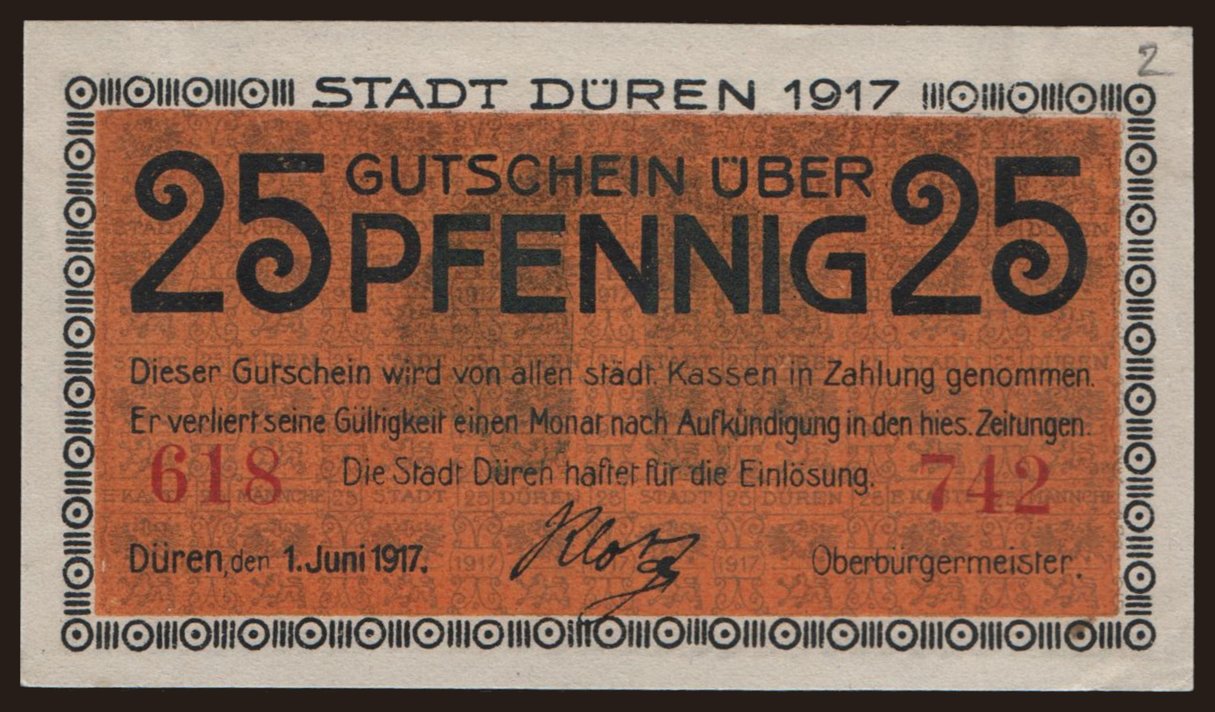 2
STADT DÜREN 1917
25 GUTSCHEIN ÜBER 25
PFENNIG
Dieser Gutschein wird von allen städt. Kassen in Zahlung genommen.
Er verliert seine Gültigkeit einen Monat nach Aufkündigung in den hies. Zeitungen.
618 Die Stadt Düren haftet für die Einlösung. 742
Düren, den 1. Juni 1917. Klotz Oberbürgermeister.